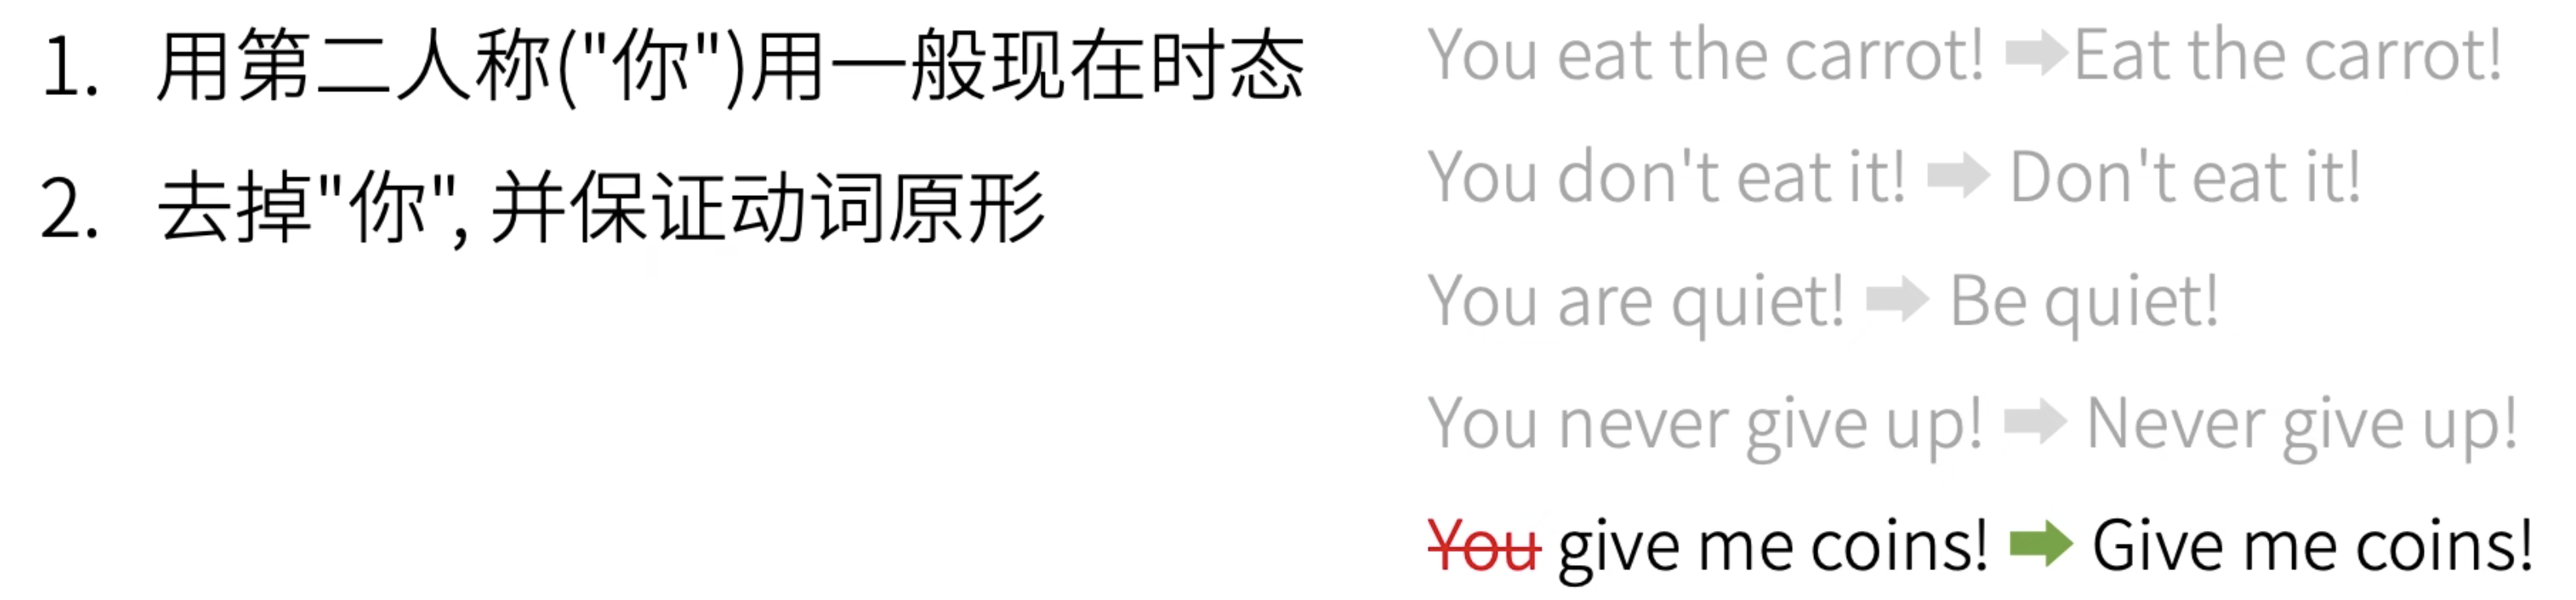 1. 用第二人称("你")用一般现在时态
2. 去掉"你", 并保证动词原形
You eat the carrot! ➡Eat the carrot!
You don't eat it! ➡ Don't eat it!
You are quiet! ➡ Be quiet!
You never give up! ➡ Never give up!
You give me coins! ➡ Give me coins!